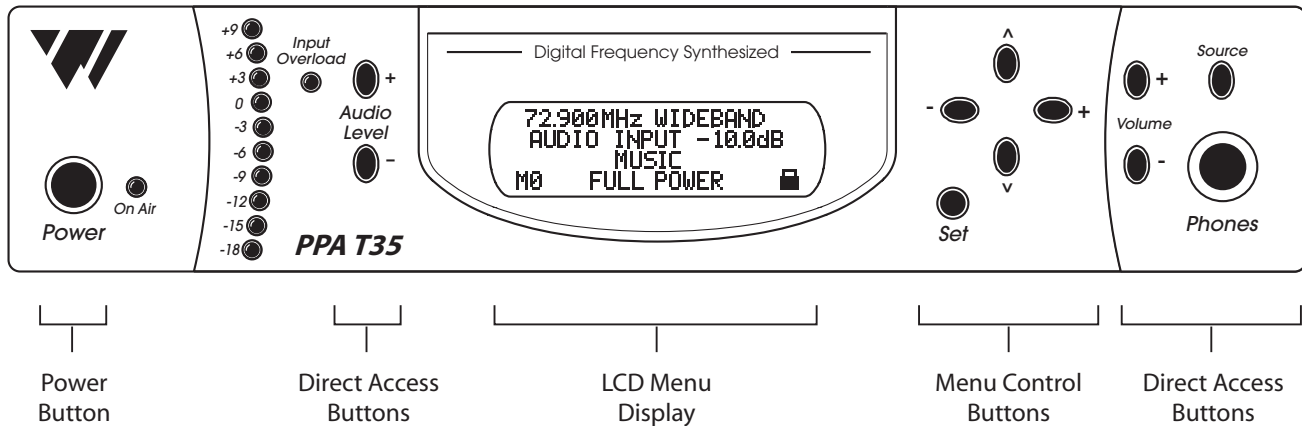 +9
+6
+3
0
-3
-6
-9
-12
-15
-18
Input
Overload
+
Audio
Level
-
Digital Frequency Synthesized
72.900MHz WIDEBAND
AUDIO INPUT -10.0dB
MUSIC
M0 FULL POWER
^
- +
v
Set
+
Source
Volume
-
Phones
Power
On Air
PPA T35
Power
Button
Direct Access
Buttons
LCD Menu
Display
Menu Control
Buttons
Direct Access
Buttons